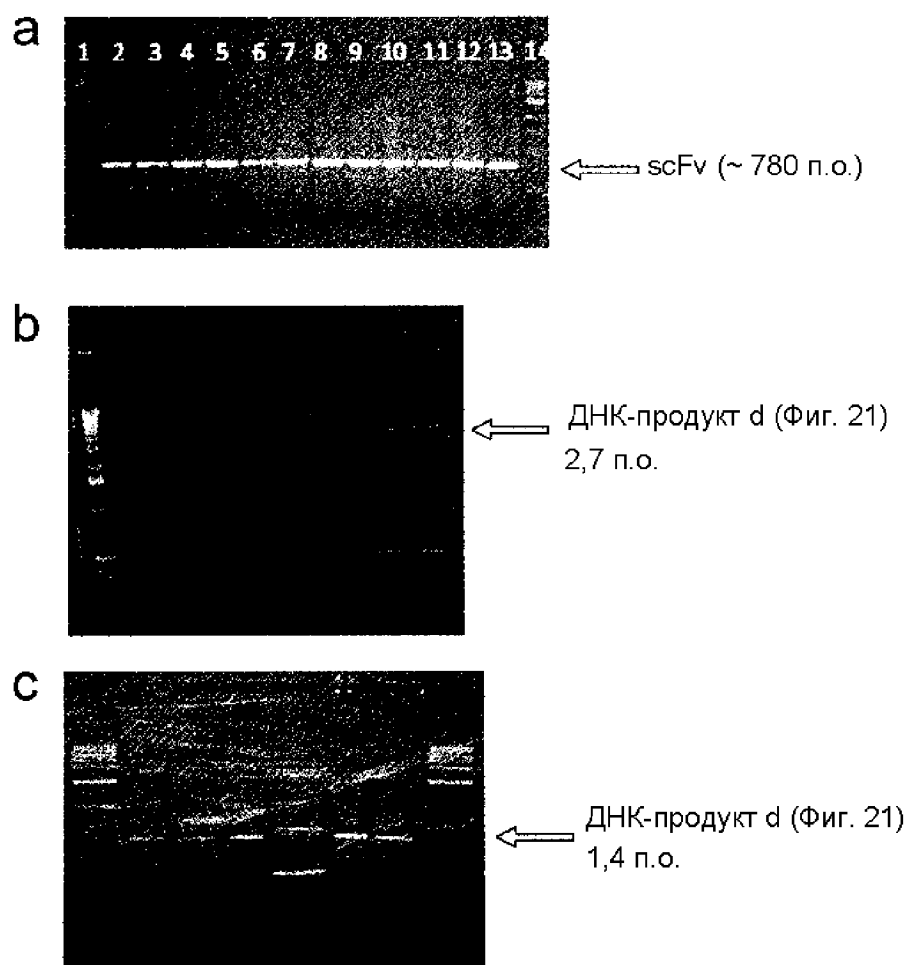 a
1 2 3 4 5 6 7 8 9 10 11 12 13 14
scFv (~ 780 п.о.)
b
ДНК-продукт d (Фиг. 21)
2,7 п.о.
c
ДНК-продукт d (Фиг. 21)
1,4 п.о.